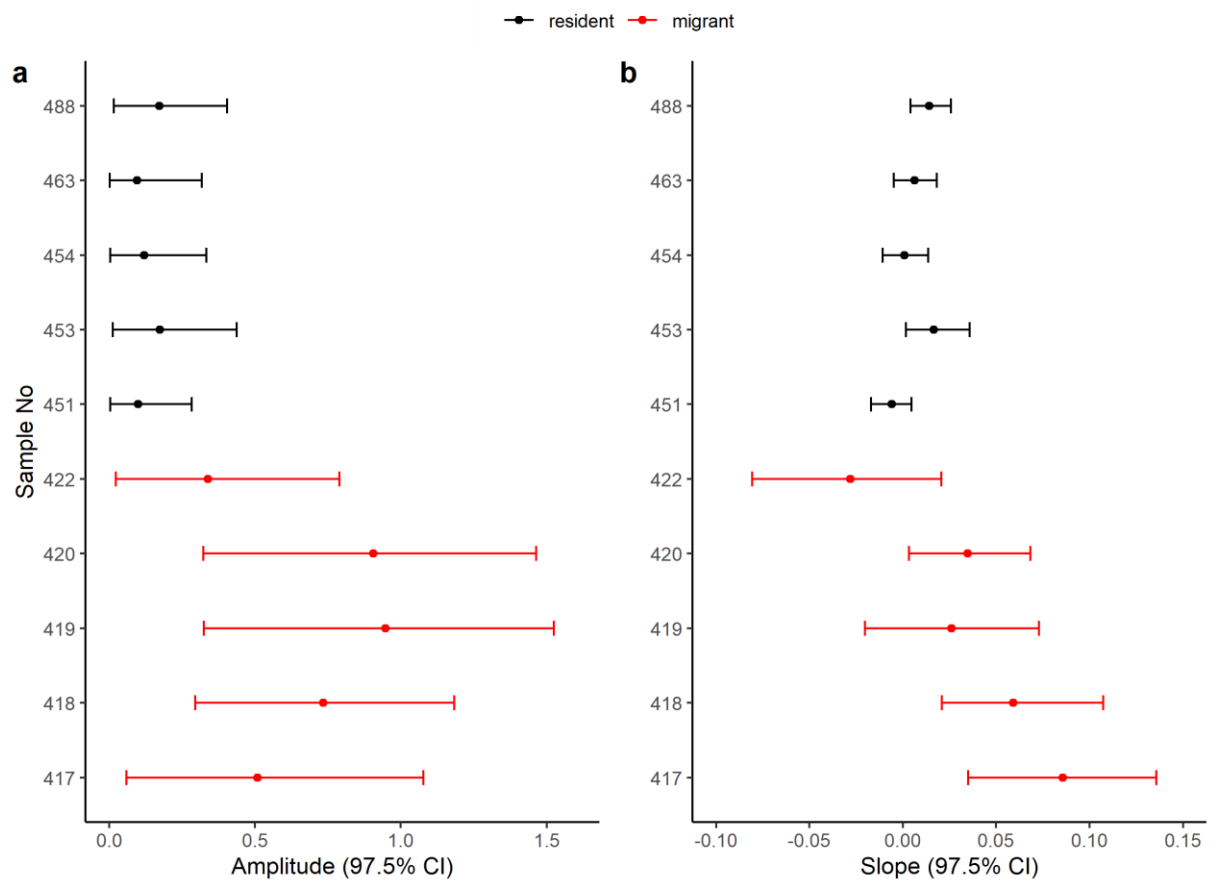 resident migrant
a
488
463
454
453
451
422
420
419
418
417
Sample No
0.0 0.5 1.0 1.5
Amplitude (97.5% CI)
b
488
463
454
453
451
422
420
419
418
417
-0.10 -0.05 0.00 0.05 0.10 0.15
Slope (97.5% CI)